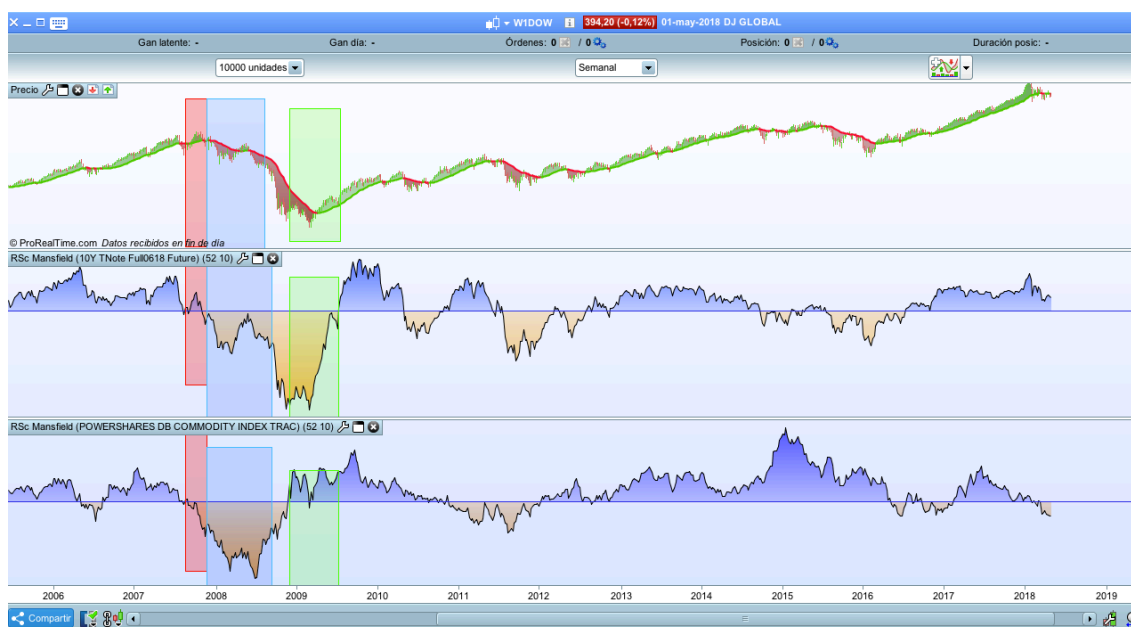 W1DOW 394,20 (-0,12%) 01-may-2018 DJ GLOBAL
Gan latente: - Gan día: - Órdenes: 0 / 0 Posición: 0 / 0 Duración posic: -
10000 unidades Semanal
Precio
© ProRealTime.com Datos recibidos en fin de día
RSc Mansfield (10Y TNote Full0618 Future) (52 10)
RSc Mansfield (POWERSHARES DB COMMODITY INDEX TRAC) (52 10)
2006 2007 2008 2009 2010 2011 2012 2013 2014 2015 2016 2017 2018 2019
Compartir